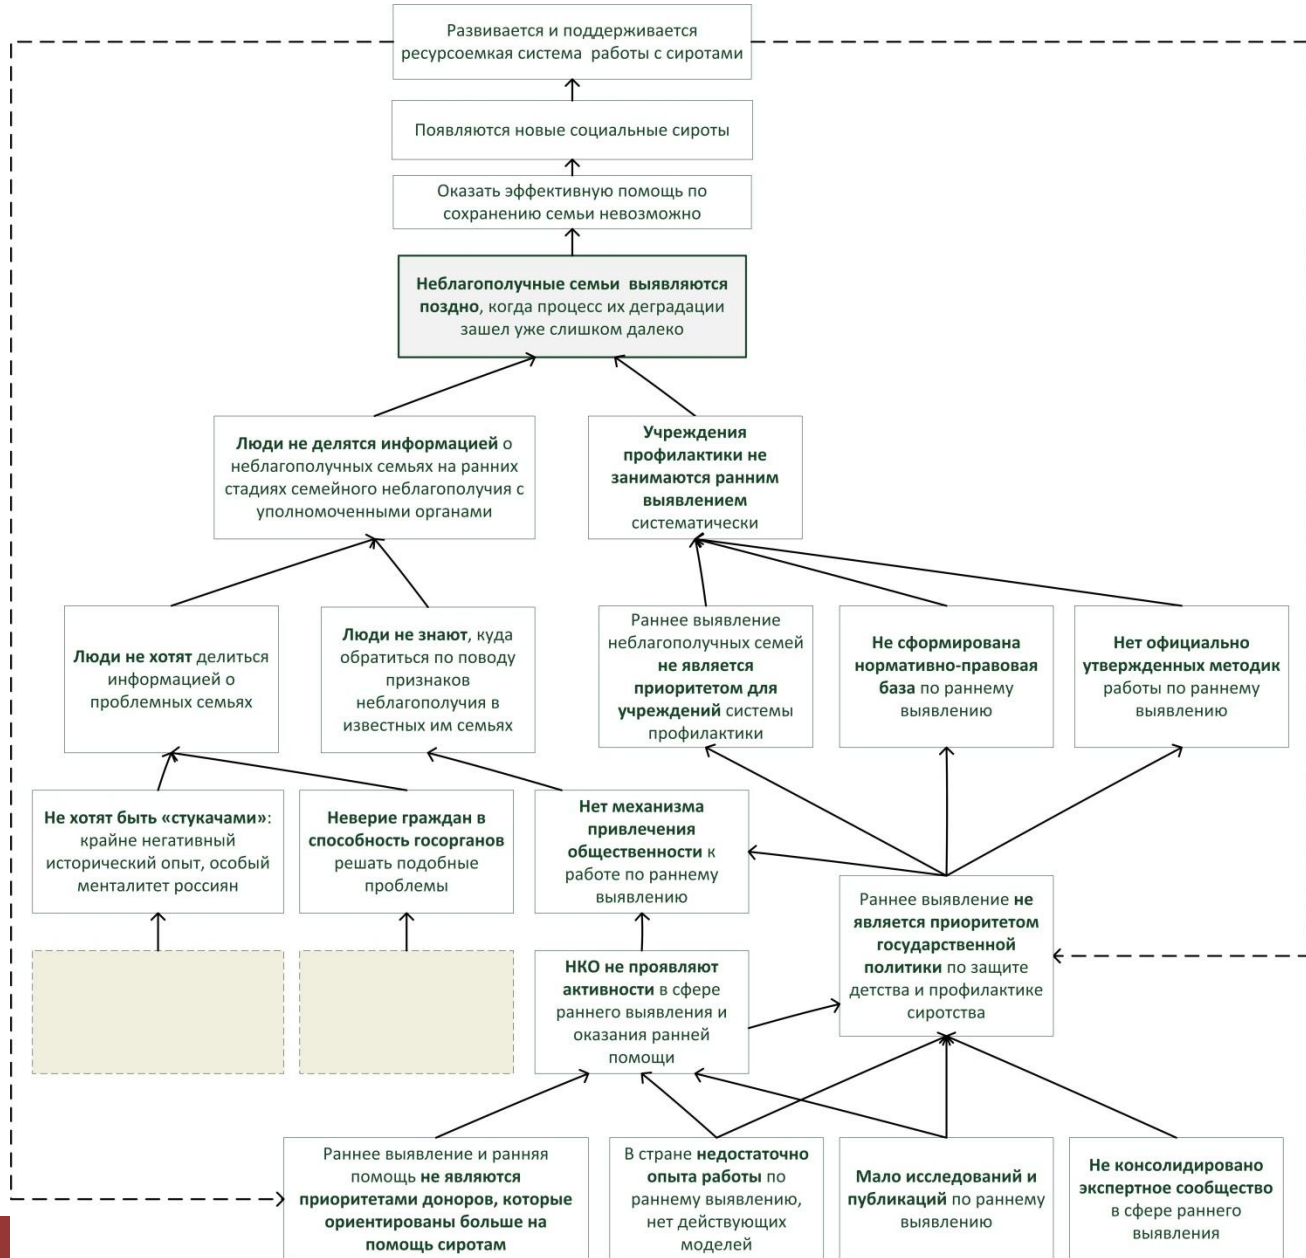 Развивается и поддерживается
ресурсоемкая система работы с сиротами
Появляются новые социальные сироты
Оказать эффективную помощь по
сохранению семьи невозможно
Неблагополучные семьи выявляются
поздно, когда процесс их деградации
зашел уже слишком далеко
Люди не делятся информацией о
неблагополучных семьях на ранних
стадиях семейного неблагополучия с
уполномоченными органами
Учреждения
профилактики не
занимаются ранним
выявлением
систематически
Люди не хотят делиться
информацией о
проблемных семьях
Люди не знают, куда
обратиться по поводу
признаков
неблагополучия в
известных им семьях
Раннее выявление
неблагополучных семей
не является
приоритетом для
учреждений системы
профилактики
Не сформирована
нормативно-правовая
база по раннему
выявлению
Нет официально
утвержденных методик
работы по раннему
выявлению
Не хотят быть «стукачами»:
крайне негативный
исторический опыт, особый
менталитет россиян
Неверие граждан в
способность госорганов
решать подобные
проблемы
Нет механизма
привлечения
общественности к
работе по раннему
выявлению
Раннее выявление не
является приоритетом
государственной
политики по защите
детства и профилактике
сиротства
НКО не проявляют
активности в сфере
раннего выявления и
оказания ранней
помощи
Раннее выявление и ранняя
помощь не являются
приоритетами доноров, которые
ориентированы больше на
помощь сиротам
В стране недостаточно
опыта работы по
раннему выявлению,
нет действующих
моделей
Мало исследований и
публикаций по раннему
выявлению
Не консолидировано
экспертное сообщество
в сфере раннего
выявления